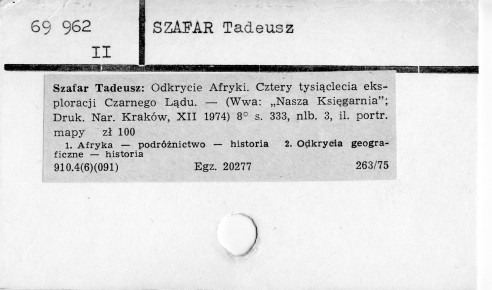 69 962
II
SZAFAR Tadeusz
Szafar Tadeusz: Odkrycie Afryki. Cztery tysiąclecia eks-
ploracji Czarnego Lądu. — (Wwa: „Nasza Księgarnia”;
Druk. Nar. Kraków, XII 1974) 8° s. 333, nlb. 3, il. portr.
mapy zł 100
1. Afryka — podróżnictwo — historia 2. Odkrycia geogra-
ficzne — historia
910.4(6)(091) Egz. 20277 263/75